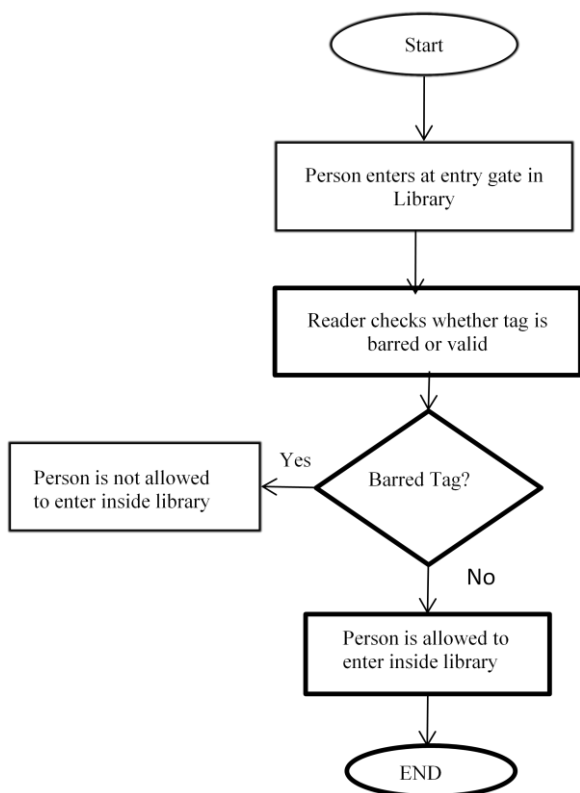 Start
Person enters at entry gate in
Library
Reader checks whether tag is
barred or valid
Barred Tag?
Yes
Person is not allowed
to enter inside library
No
Person is allowed to
enter inside library
END